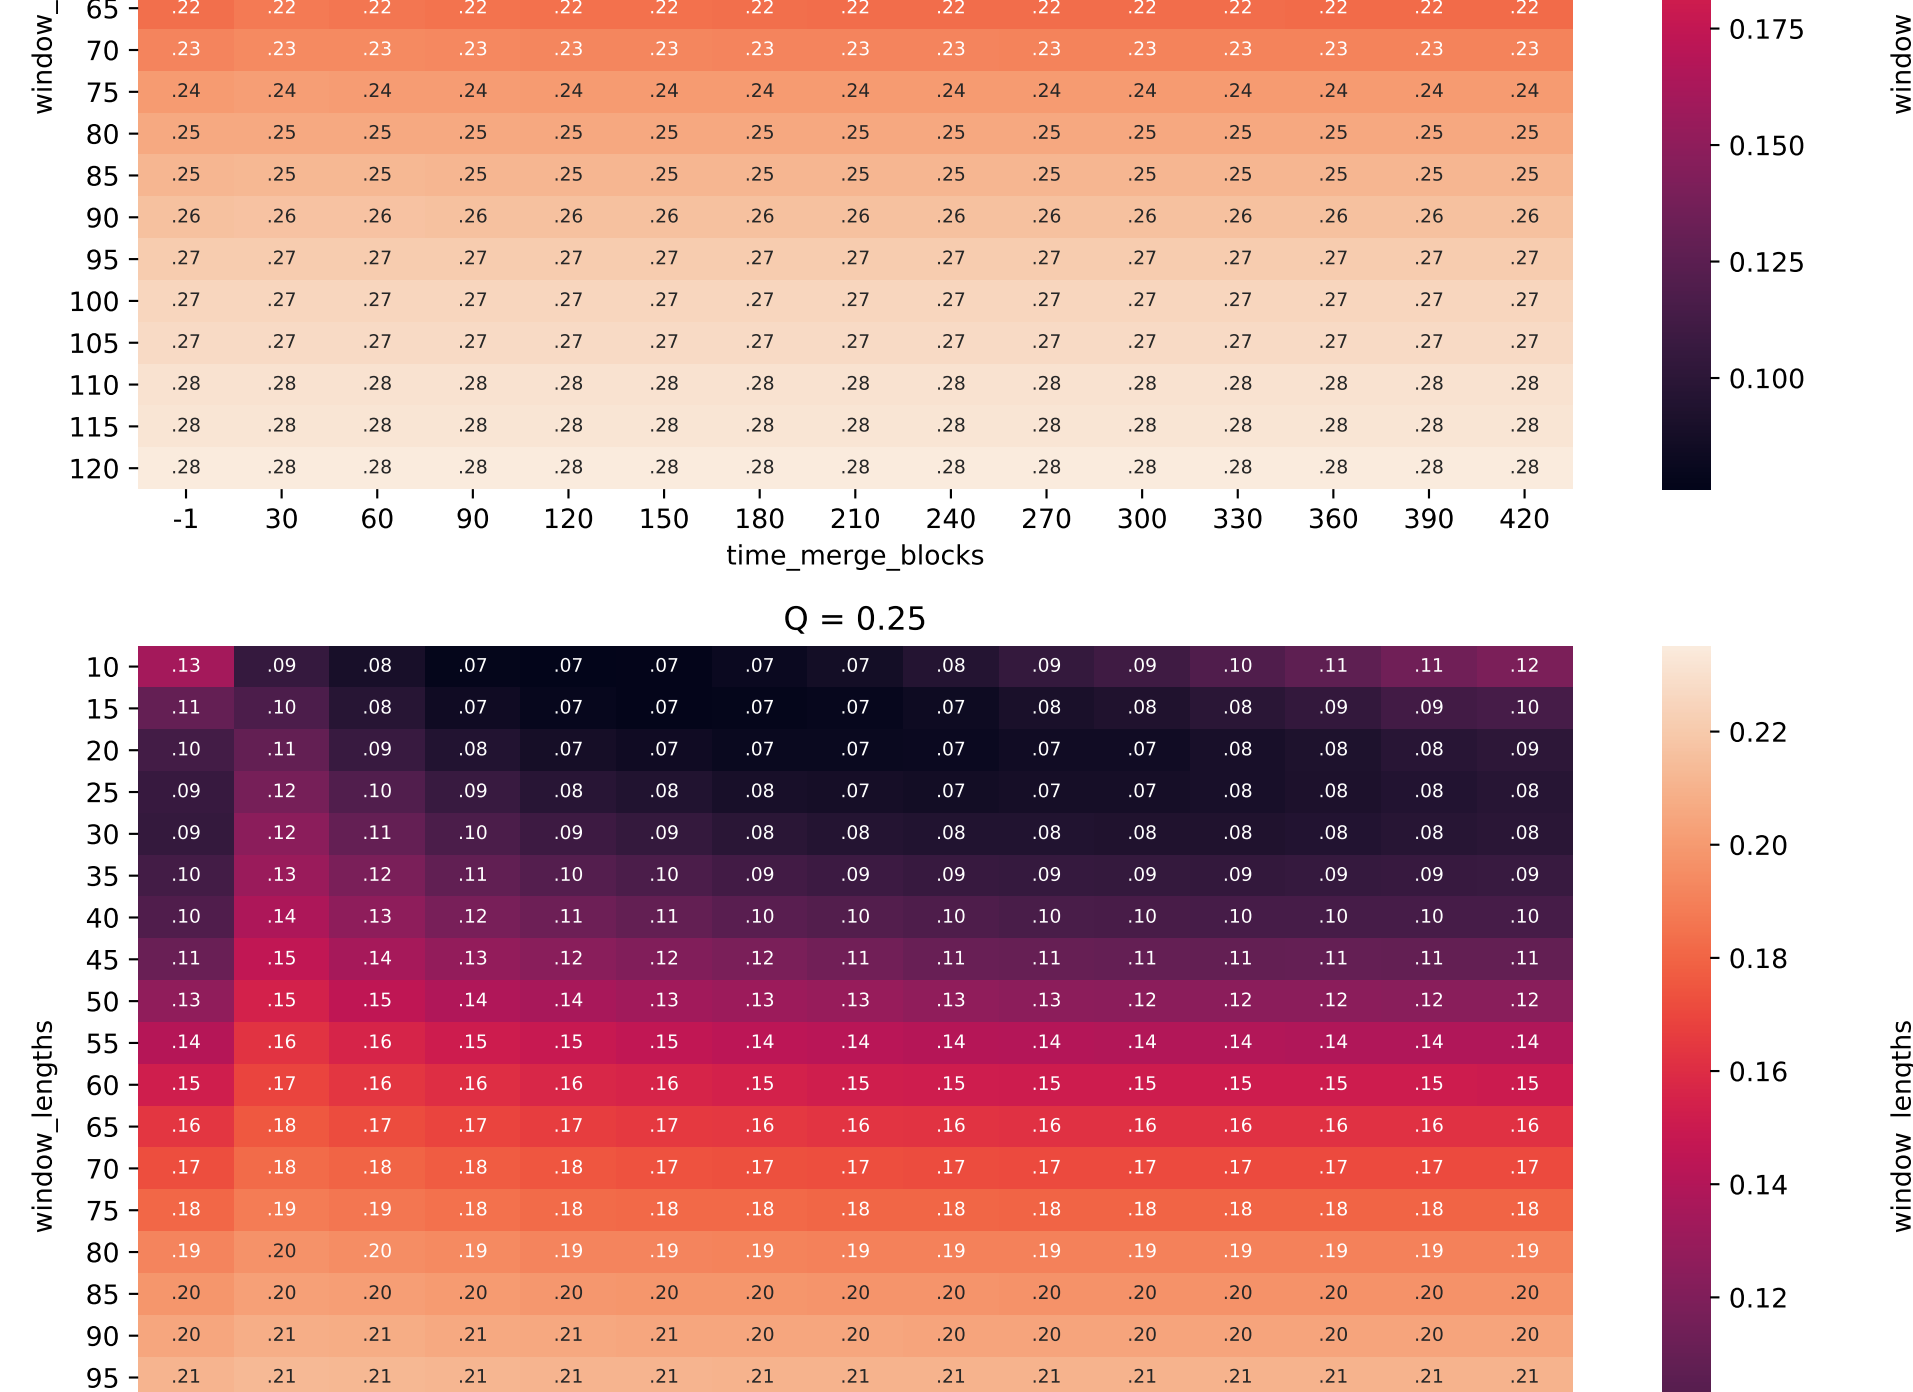 65 .22 .22 .22 .22 .22 .22 .22 .22 .22 .22 .22 .22 .22 .22 .22
70 .23 .23 .23 .23 .23 .23 .23 .23 .23 .23 .23 .23 .23 .23 .23
75 .24 .24 .24 .24 .24 .24 .24 .24 .24 .24 .24 .24 .24 .24 .24
80 .25 .25 .25 .25 .25 .25 .25 .25 .25 .25 .25 .25 .25 .25 .25
85 .25 .25 .25 .25 .25 .25 .25 .25 .25 .25 .25 .25 .25 .25 .25
90 .26 .26 .26 .26 .26 .26 .26 .26 .26 .26 .26 .26 .26 .26 .26
95 .27 .27 .27 .27 .27 .27 .27 .27 .27 .27 .27 .27 .27 .27 .27
100 .27 .27 .27 .27 .27 .27 .27 .27 .27 .27 .27 .27 .27 .27 .27
105 .27 .27 .27 .27 .27 .27 .27 .27 .27 .27 .27 .27 .27 .27 .27
110 .28 .28 .28 .28 .28 .28 .28 .28 .28 .28 .28 .28 .28 .28 .28
115 .28 .28 .28 .28 .28 .28 .28 .28 .28 .28 .28 .28 .28 .28 .28
120 .28 .28 .28 .28 .28 .28 .28 .28 .28 .28 .28 .28 .28 .28 .28
-1 30 60 90 120 150 180 210 240 270 300 330 360 390 420
time_merge_blocks
window_
0.175
0.150
0.125
0.100
window
Q = 0.25
10 .13 .09 .08 .07 .07 .07 .07 .07 .08 .09 .09 .10 .11 .11 .12
15 .11 .10 .08 .07 .07 .07 .07 .07 .07 .08 .08 .08 .09 .09 .10
20 .10 .11 .09 .08 .07 .07 .07 .07 .07 .07 .07 .08 .08 .08 .09
25 .09 .12 .10 .09 .08 .08 .08 .07 .07 .07 .07 .08 .08 .08 .08
30 .09 .12 .11 .10 .09 .09 .08 .08 .08 .08 .08 .08 .08 .08 .08
35 .10 .13 .12 .11 .10 .10 .09 .09 .09 .09 .09 .09 .09 .09 .09
40 .10 .14 .13 .12 .11 .11 .10 .10 .10 .10 .10 .10 .10 .10 .10
45 .11 .15 .14 .13 .12 .12 .12 .11 .11 .11 .11 .11 .11 .11 .11
50 .13 .15 .15 .14 .14 .13 .13 .13 .13 .13 .12 .12 .12 .12 .12
55 .14 .16 .16 .15 .15 .15 .14 .14 .14 .14 .14 .14 .14 .14 .14
60 .15 .17 .16 .16 .16 .16 .15 .15 .15 .15 .15 .15 .15 .15 .15
65 .16 .18 .17 .17 .17 .17 .16 .16 .16 .16 .16 .16 .16 .16 .16
70 .17 .18 .18 .18 .18 .17 .17 .17 .17 .17 .17 .17 .17 .17 .17
75 .18 .19 .19 .18 .18 .18 .18 .18 .18 .18 .18 .18 .18 .18 .18
80 .19 .20 .20 .19 .19 .19 .19 .19 .19 .19 .19 .19 .19 .19 .19
85 .20 .20 .20 .20 .20 .20 .20 .20 .20 .20 .20 .20 .20 .20 .20
90 .20 .21 .21 .21 .21 .21 .20 .20 .20 .20 .20 .20 .20 .20 .20
95 .21 .21 .21 .21 .21 .21 .21 .21 .21 .21 .21 .21 .21 .21 .21
window_lengths
0.22
0.20
0.18
0.16
0.14
0.12
window_lengths